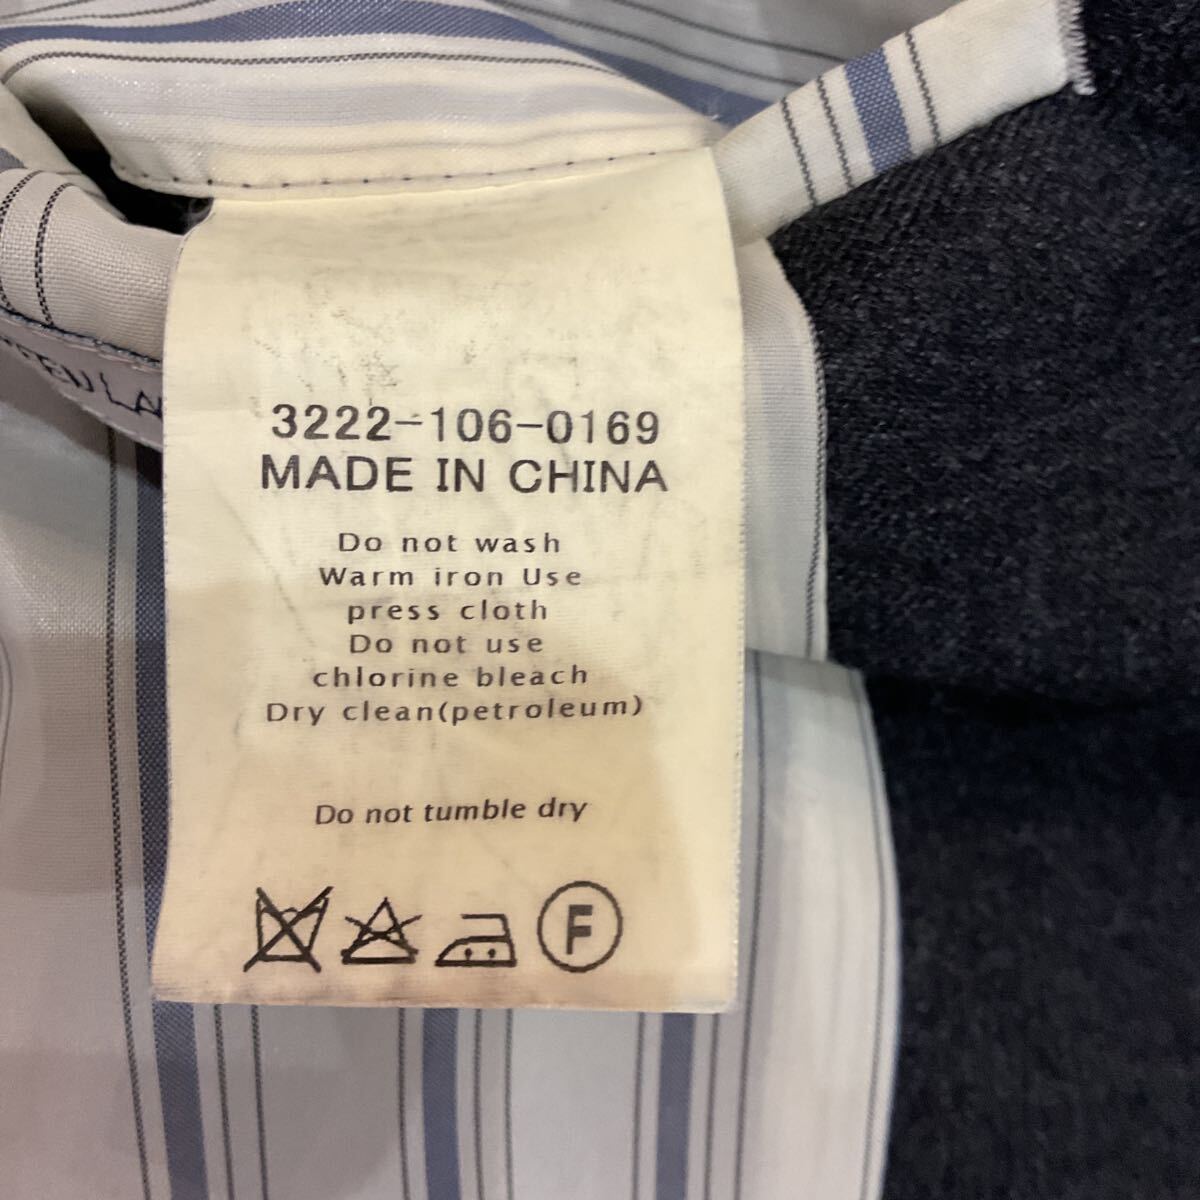 3222-106-0169
MADE IN CHINA
Do not wash
Warm iron Use
press cloth
Do not use
chlorine bleach
Dry clean(petroleum)
Do not tumble dry
F